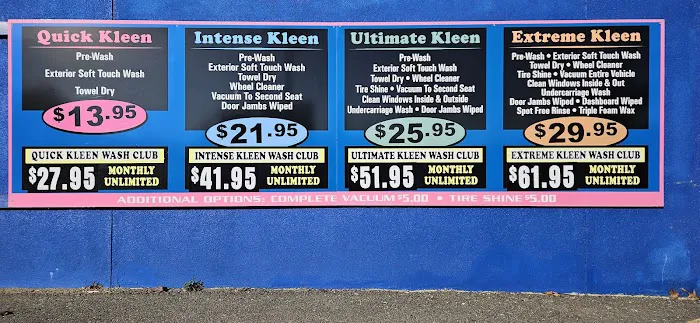 Quick Kleen
Pre-Wash
Exterior Soft Touch Wash
Towel Dry
$13.95
QUICK KLEEN WASH CLUB
$27.95 MONTHLY UNLIMITED
Intense Kleen
Pre-Wash
Exterior Soft Touch Wash
Towel Dry
Wheel Cleaner
Vacuum To Second Seat
Door Jambs Wiped
$21.95
INTENSE KLEEN WASH CLUB
$41.95 MONTHLY UNLIMITED
Ultimate Kleen
Pre-Wash
Exterior Soft Touch Wash
Towel Dry • Wheel Cleaner
Tire Shine • Vacuum To Second Seat
Clean Windows Inside & Outside
Undercarriage Wash • Door Jambs Wiped
$25.95
ULTIMATE KLEEN WASH CLUB
$51.95 MONTHLY UNLIMITED
Extreme Kleen
Pre-Wash • Exterior Soft Touch Wash
Towel Dry • Wheel Cleaner
Tire Shine • Vacuum Entire Vehicle
Clean Windows Inside & Out
Undercarriage Wash
Door Jambs Wiped • Dashboard Wiped
Spot Free Rinse • Triple Foam Wax
$29.95
EXTREME KLEEN WASH CLUB
$61.95 MONTHLY UNLIMITED
ADDITIONAL OPTIONS: COMPLETE VACUUM $5.00 • TIRE SHINE $5.00